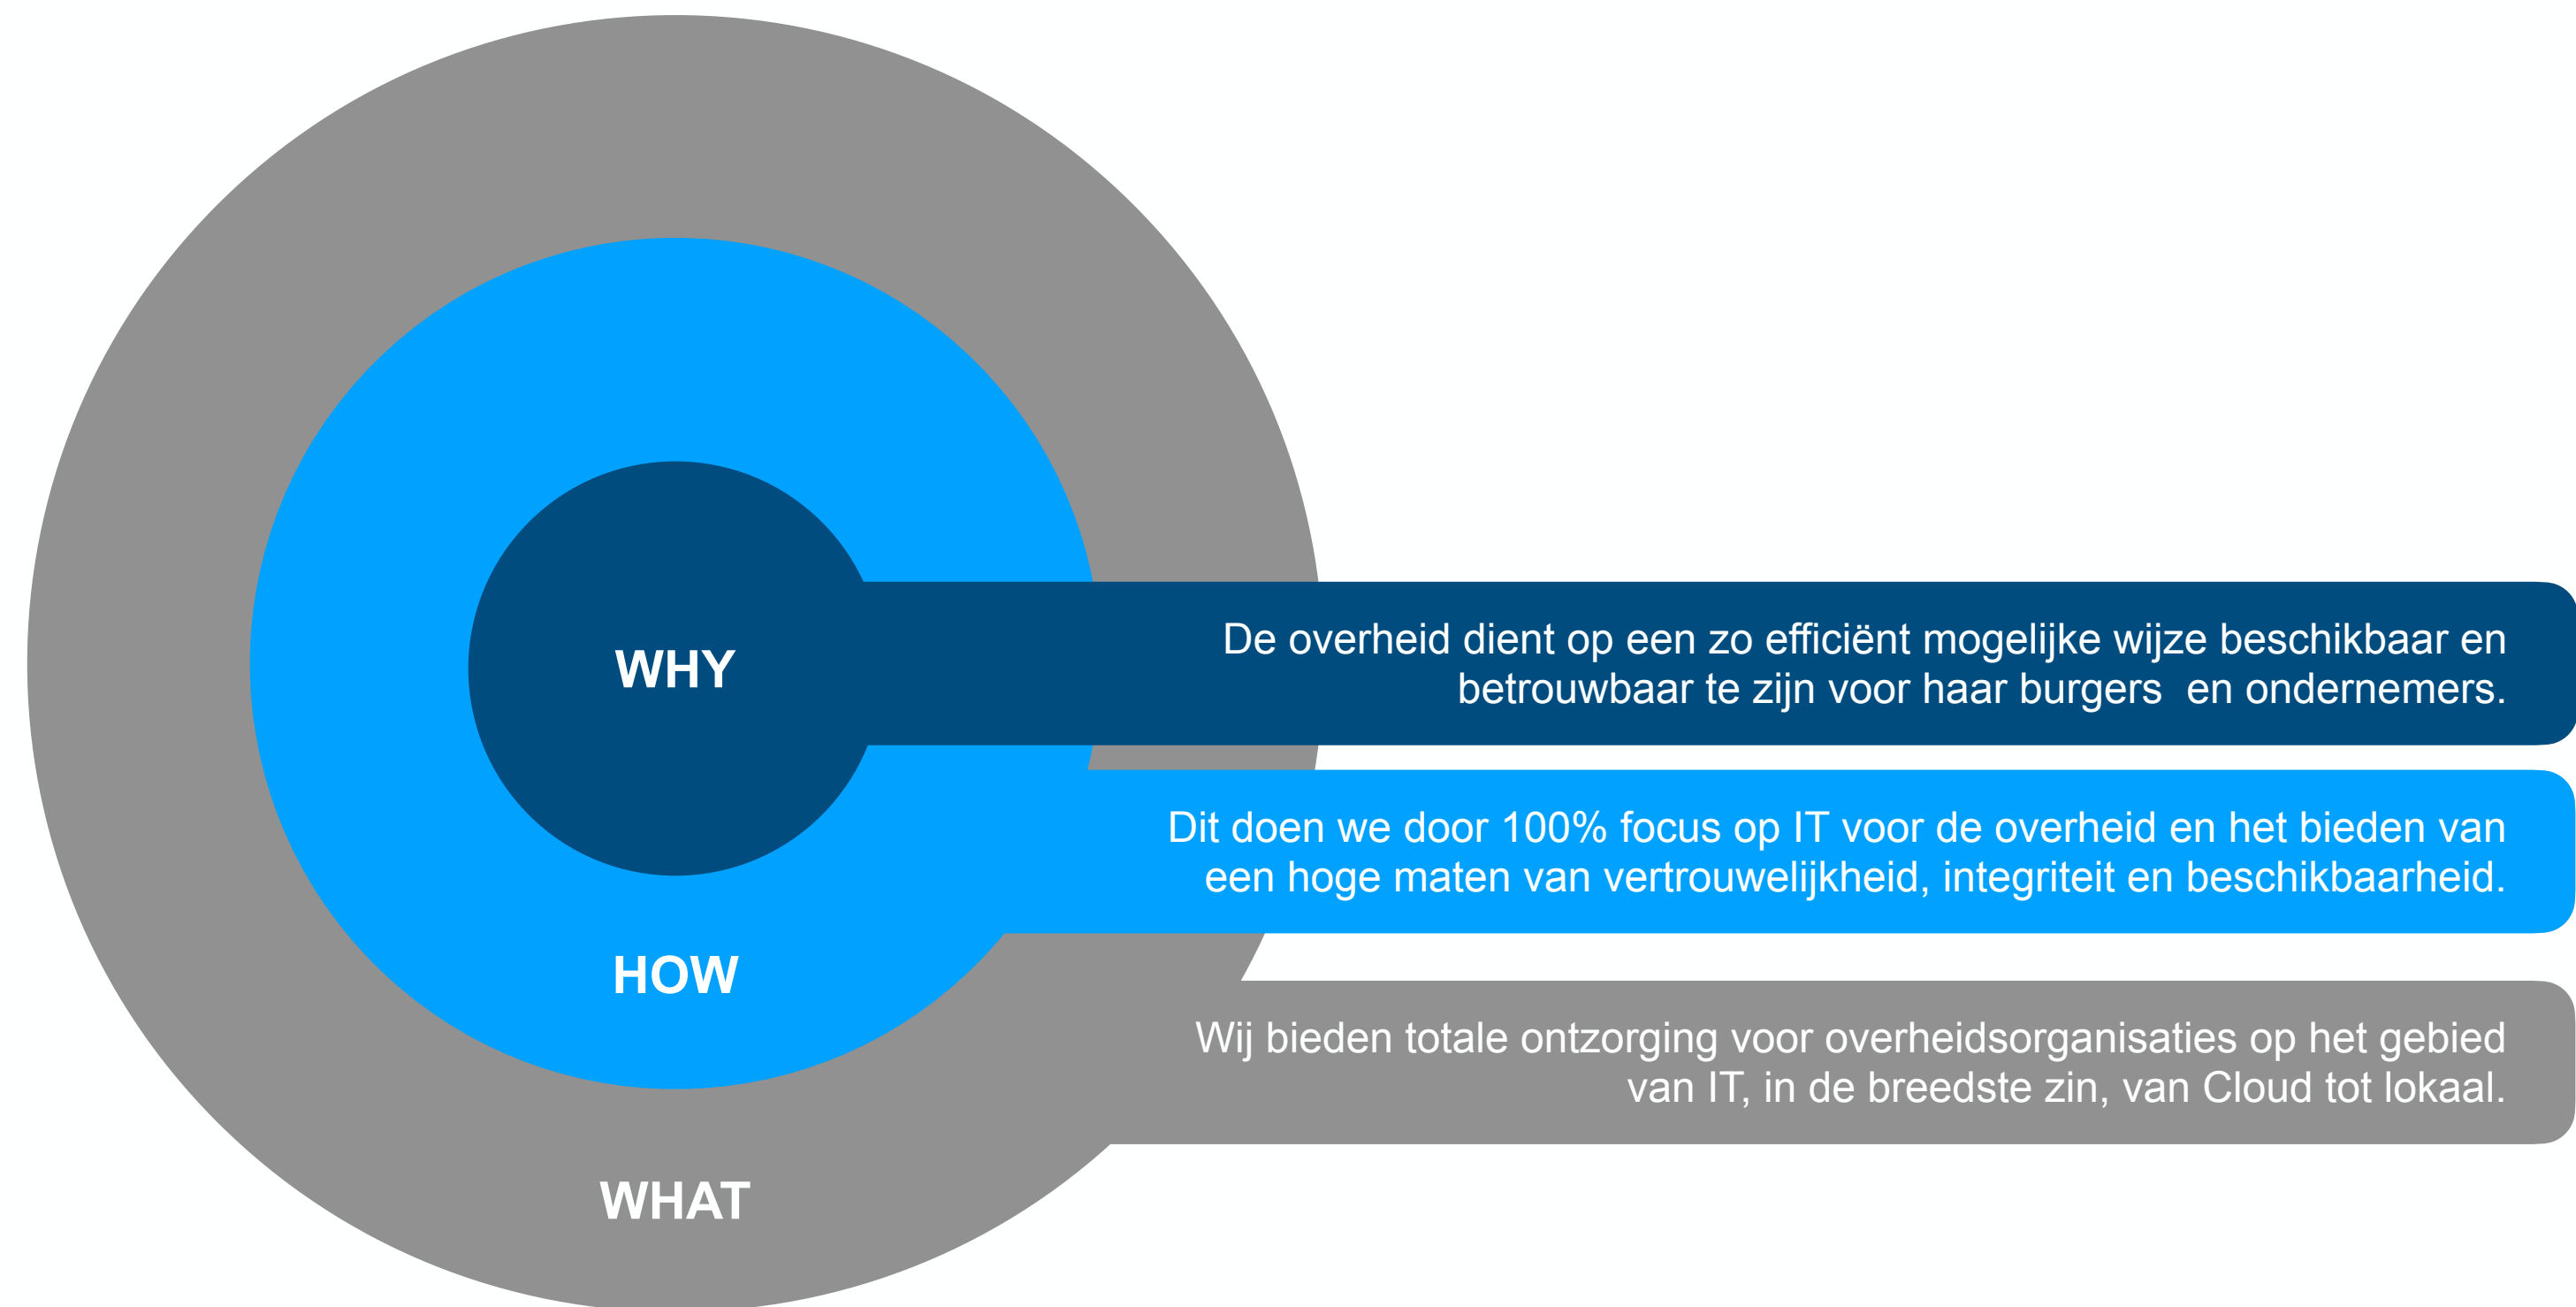 WHY
De overheid dient op een zo efficiënt mogelijke wijze beschikbaar en
betrouwbaar te zijn voor haar burgers  en ondernemers.
Dit doen we door 100% focus op IT voor de overheid en het bieden van
een hoge maten van vertrouwelijkheid, integriteit en beschikbaarheid.
HOW
Wij bieden totale ontzorging voor overheidsorganisaties op het gebied
van IT, in de breedste zin, van Cloud tot lokaal.
WHAT